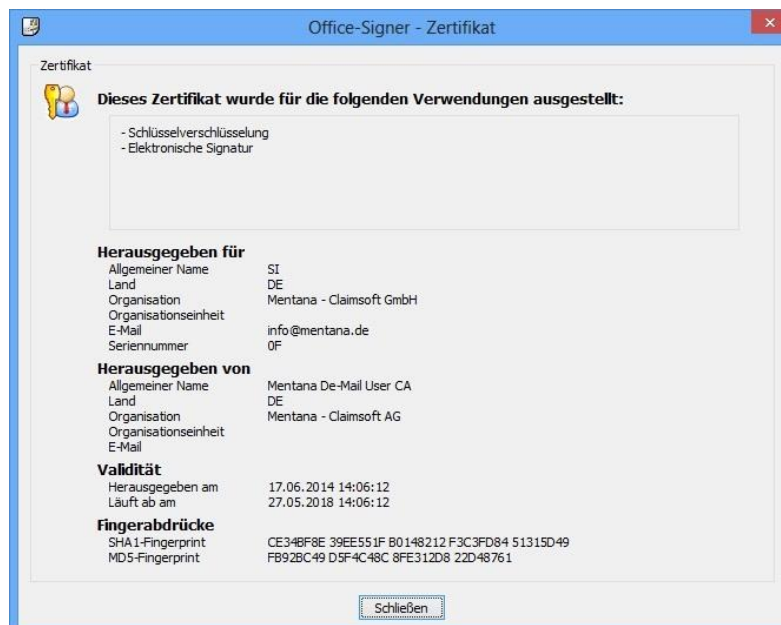 Office-Signer - Zertifikat
Zertifikat
Dieses Zertifikat wurde für die folgenden Verwendungen ausgestellt:
- Schlüsselverschlüsselung
- Elektronische Signatur
Herausgegeben für
Allgemeiner Name SI
Land DE
Organisation Mentana - Claimsoft GmbH
Organisationseinheit
E-Mail info@mentana.de
Seriennummer 0F
Herausgegeben von
Allgemeiner Name Mentana De-Mail User CA
Land DE
Organisation Mentana - Claimsoft AG
Organisationseinheit
E-Mail
Validität
Herausgegeben am 17.06.2014 14:06:12
Läuft ab am 27.05.2018 14:06:12
Fingerabdrücke
SHA1-Fingerprint CE34BF8E 39EE551F B0148212 F3C3FD84 51315D49
MD5-Fingerprint FB92BC49 D5F4C48C 8FE312D8 22D48761
Schließen